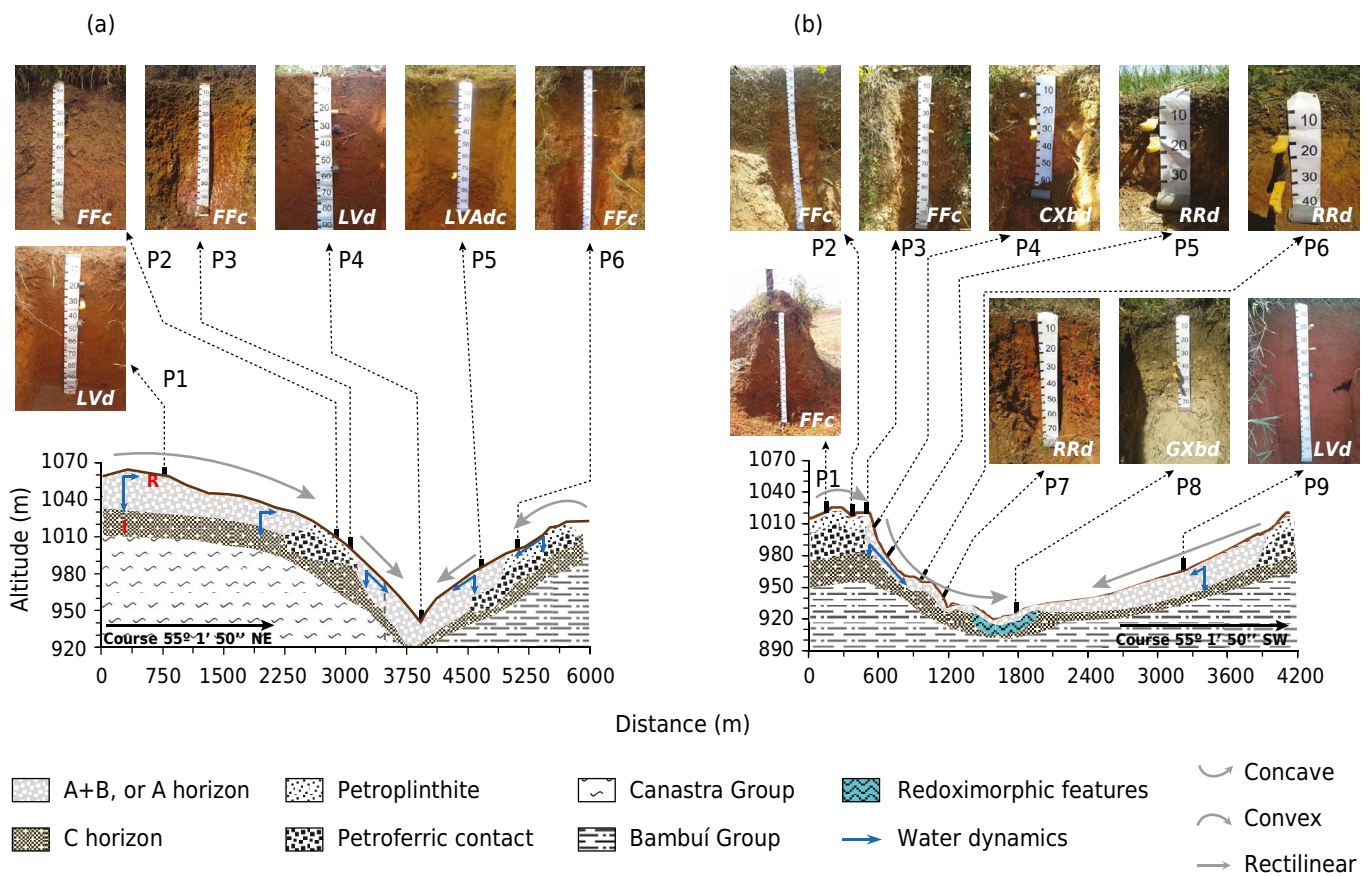 (a)
(b)
FFc
FFc
LVd
LVAdc
FFc
P2
P3
P4
P5
P6
LVd
P1
FFc
FFc
CXbd
RRd
RRd
P2
P3
P4
P5
P6
FFc
P1
RRd
GXbd
LVd
P7
P8
P9
Altitude (m)
1070
1040
1010
980
950
920
R
I
Course 55º 1’ 50’’ NE
0 750 1500 2250 3000 3750 4500 5250 6000
1070
1040
1010
980
950
920
890
Course 55º 1’ 50’’ SW
0 600 1200 1800 2400 3000 3600 4200
Distance (m)
A+B, or A horizon
Petroplinthite
Canastra Group
Redoximorphic features
Concave
C horizon
Petroferric contact
Bambuí Group
Water dynamics
Convex
Rectilinear